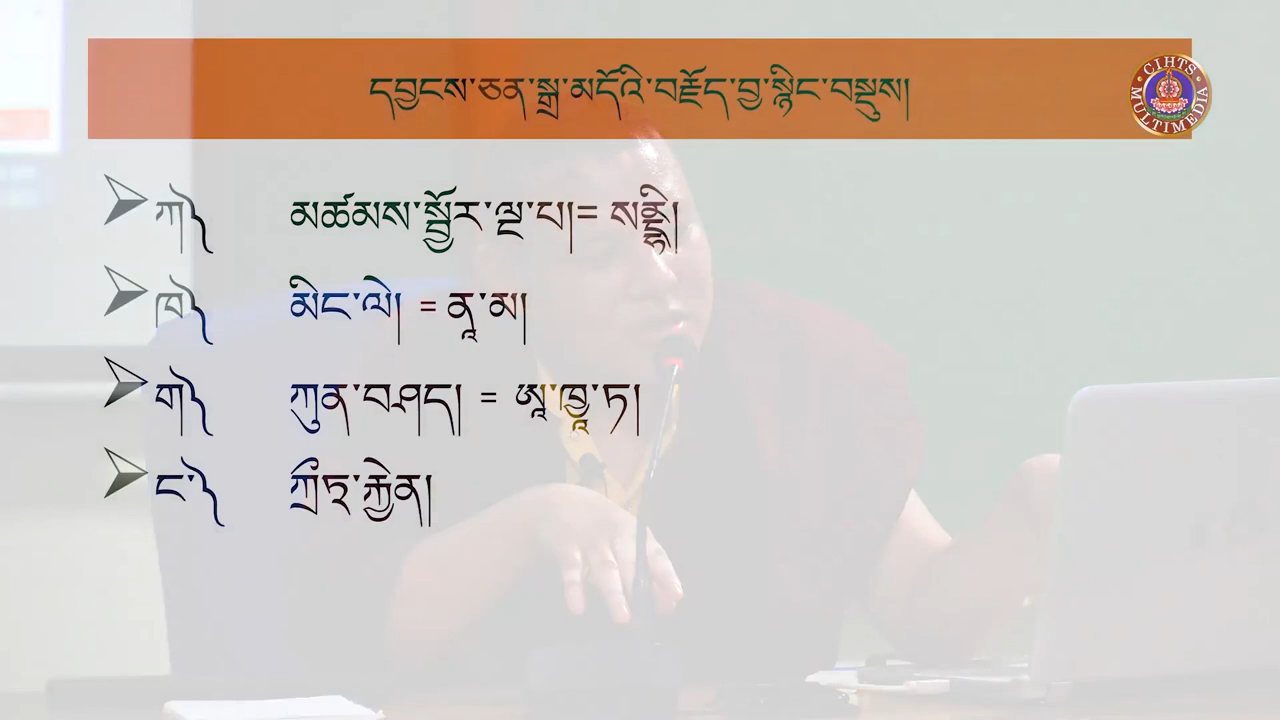 དབྱངས་ཅན་སྒྲ་མདོའི་བརྗོད་བྱ་སྙིང་བསྡུས།
CIHTS MULTIMEDIA
ཀ༽ མཚམས་སྦྱོར་ལྔ་པ།= སནྡྷི།
ཁ༽ མིང་ལེ། = ནཱ་མ།
ག༽ ཀུན་བཤད། = ཨཱ་ཁྱཱ་ཏ།
ང་༽ ཀྲྀཏ་རྐྱེན།